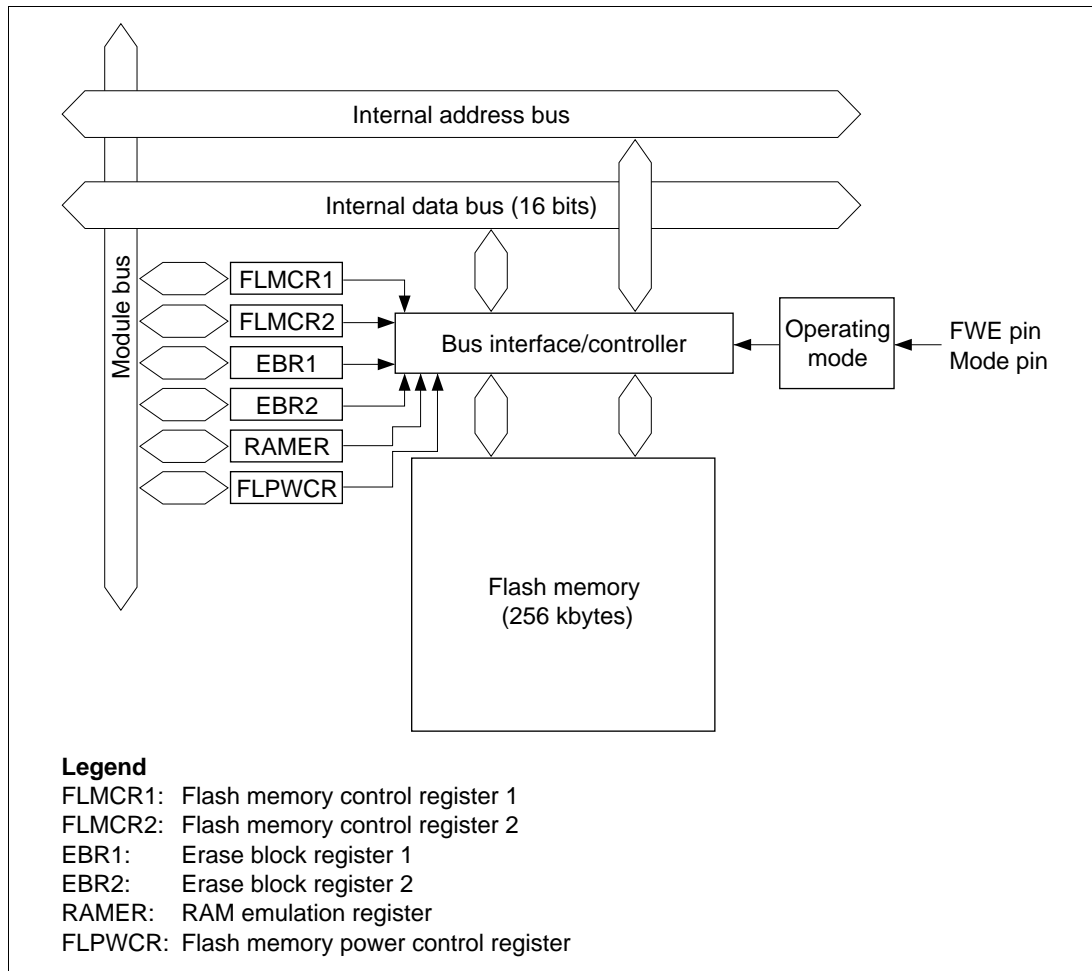 Internal address bus
Internal data bus (16 bits)
Module bus
FLMCR1
FLMCR2
EBR1
EBR2
RAMER
FLPWCR
Bus interface/controller
Operating
mode
FWE pin
Mode pin
Flash memory
(256 kbytes)
Legend
FLMCR1: Flash memory control register 1
FLMCR2: Flash memory control register 2
EBR1: Erase block register 1
EBR2: Erase block register 2
RAMER: RAM emulation register
FLPWCR: Flash memory power control register